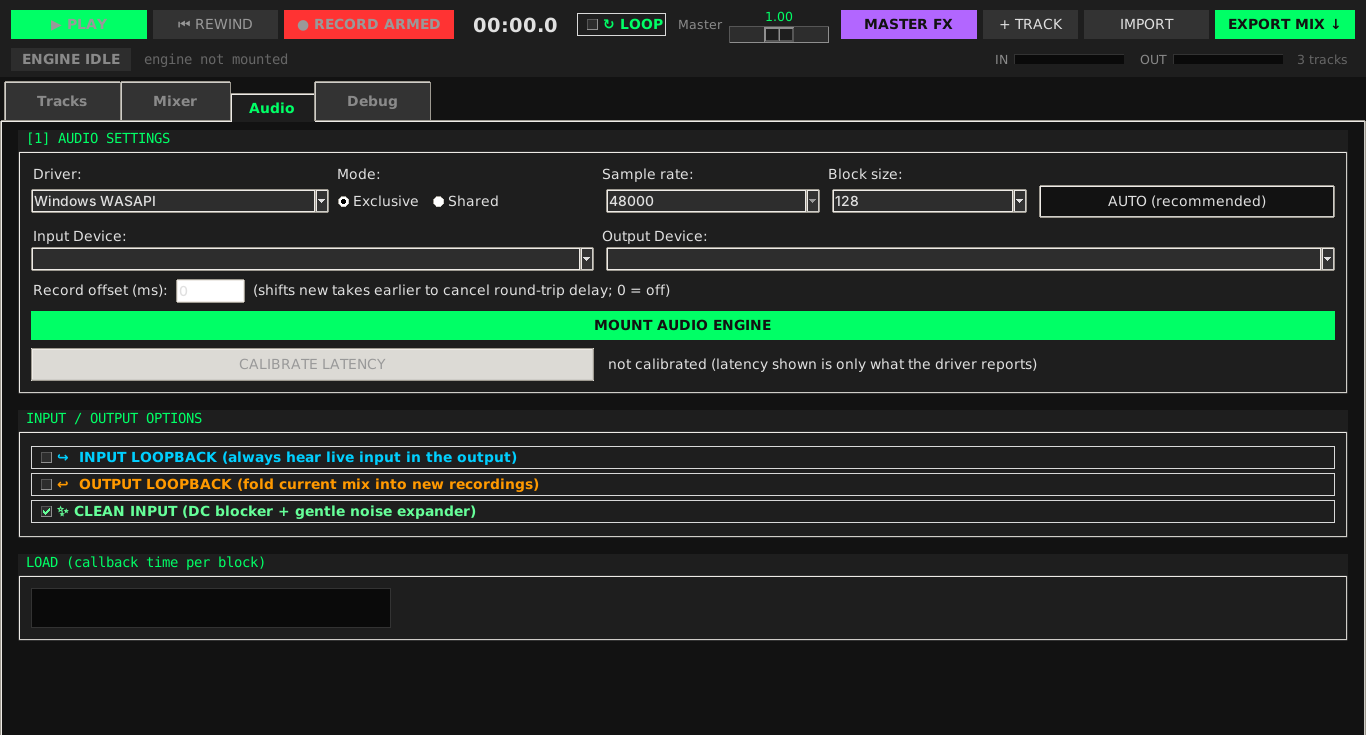 ▶ PLAY ⏮ REWIND ● RECORD ARMED 00:00.0 ↻ LOOP Master 1.00 MASTER FX + TRACK IMPORT EXPORT MIX ↓
ENGINE IDLE engine not mounted IN OUT 3 tracks
Tracks Mixer Audio Debug
[1] AUDIO SETTINGS
Driver: Mode: Sample rate: Block size:
Windows WASAPI Exclusive Shared 48000 128 AUTO (recommended)
Input Device: Output Device:
Record offset (ms): 0 (shifts new takes earlier to cancel round-trip delay; 0 = off)
MOUNT AUDIO ENGINE
CALIBRATE LATENCY not calibrated (latency shown is only what the driver reports)
INPUT / OUTPUT OPTIONS
↪ INPUT LOOPBACK (always hear live input in the output)
↩ OUTPUT LOOPBACK (fold current mix into new recordings)
✨ CLEAN INPUT (DC blocker + gentle noise expander)
LOAD (callback time per block)